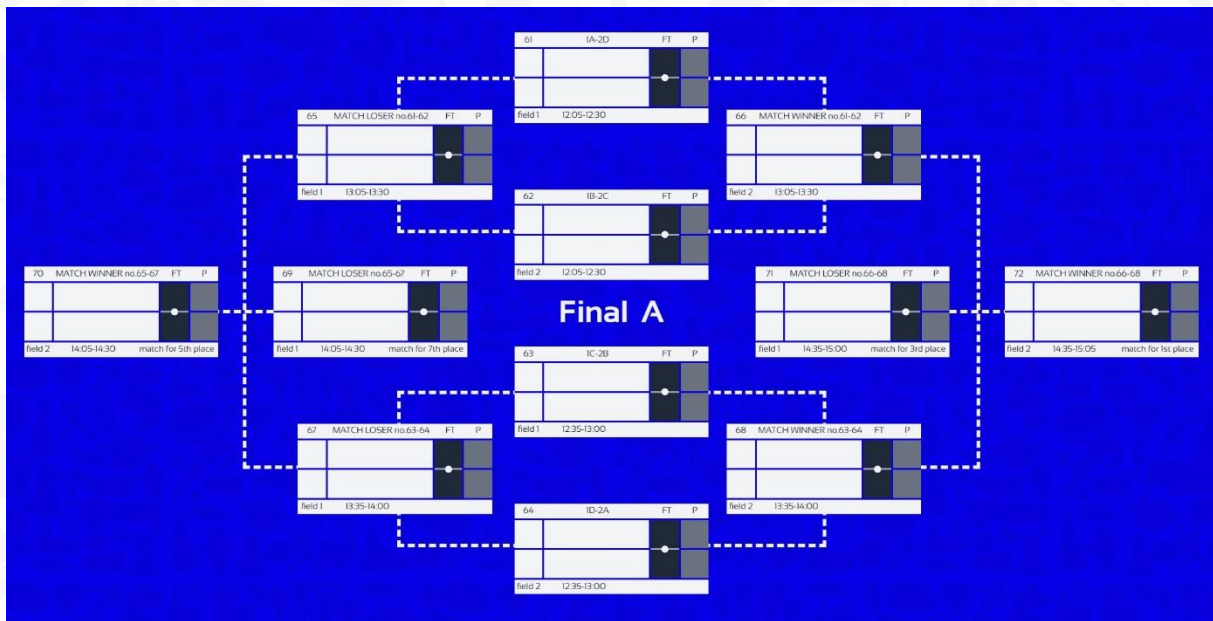 61 1A-2D FT P
field 1 12:05-12:30
65 MATCH LOSER no.61-62 FT P
field 1 13:05-13:30
66 MATCH WINNER no.61-62 FT P
field 2 13:05-13:30
62 1B-2C FT P
field 2 12:05-12:30
70 MATCH WINNER no.65-67 FT P
field 2 14:05-14:30 match for 5th place
69 MATCH LOSER no.65-67 FT P
field 1 14:05-14:30 match for 7th place
Final A
71 MATCH LOSER no.66-68 FT P
field 1 14:35-15:00 match for 3rd place
72 MATCH WINNER no.66-68 FT P
field 2 14:35-15:05 match for 1st place
63 1C-2B FT P
field 1 12:35-13:00
67 MATCH LOSER no.63-64 FT P
field 1 13:35-14:00
68 MATCH WINNER no.63-64 FT P
field 2 13:35-14:00
64 1D-2A FT P
field 2 12:35-13:00